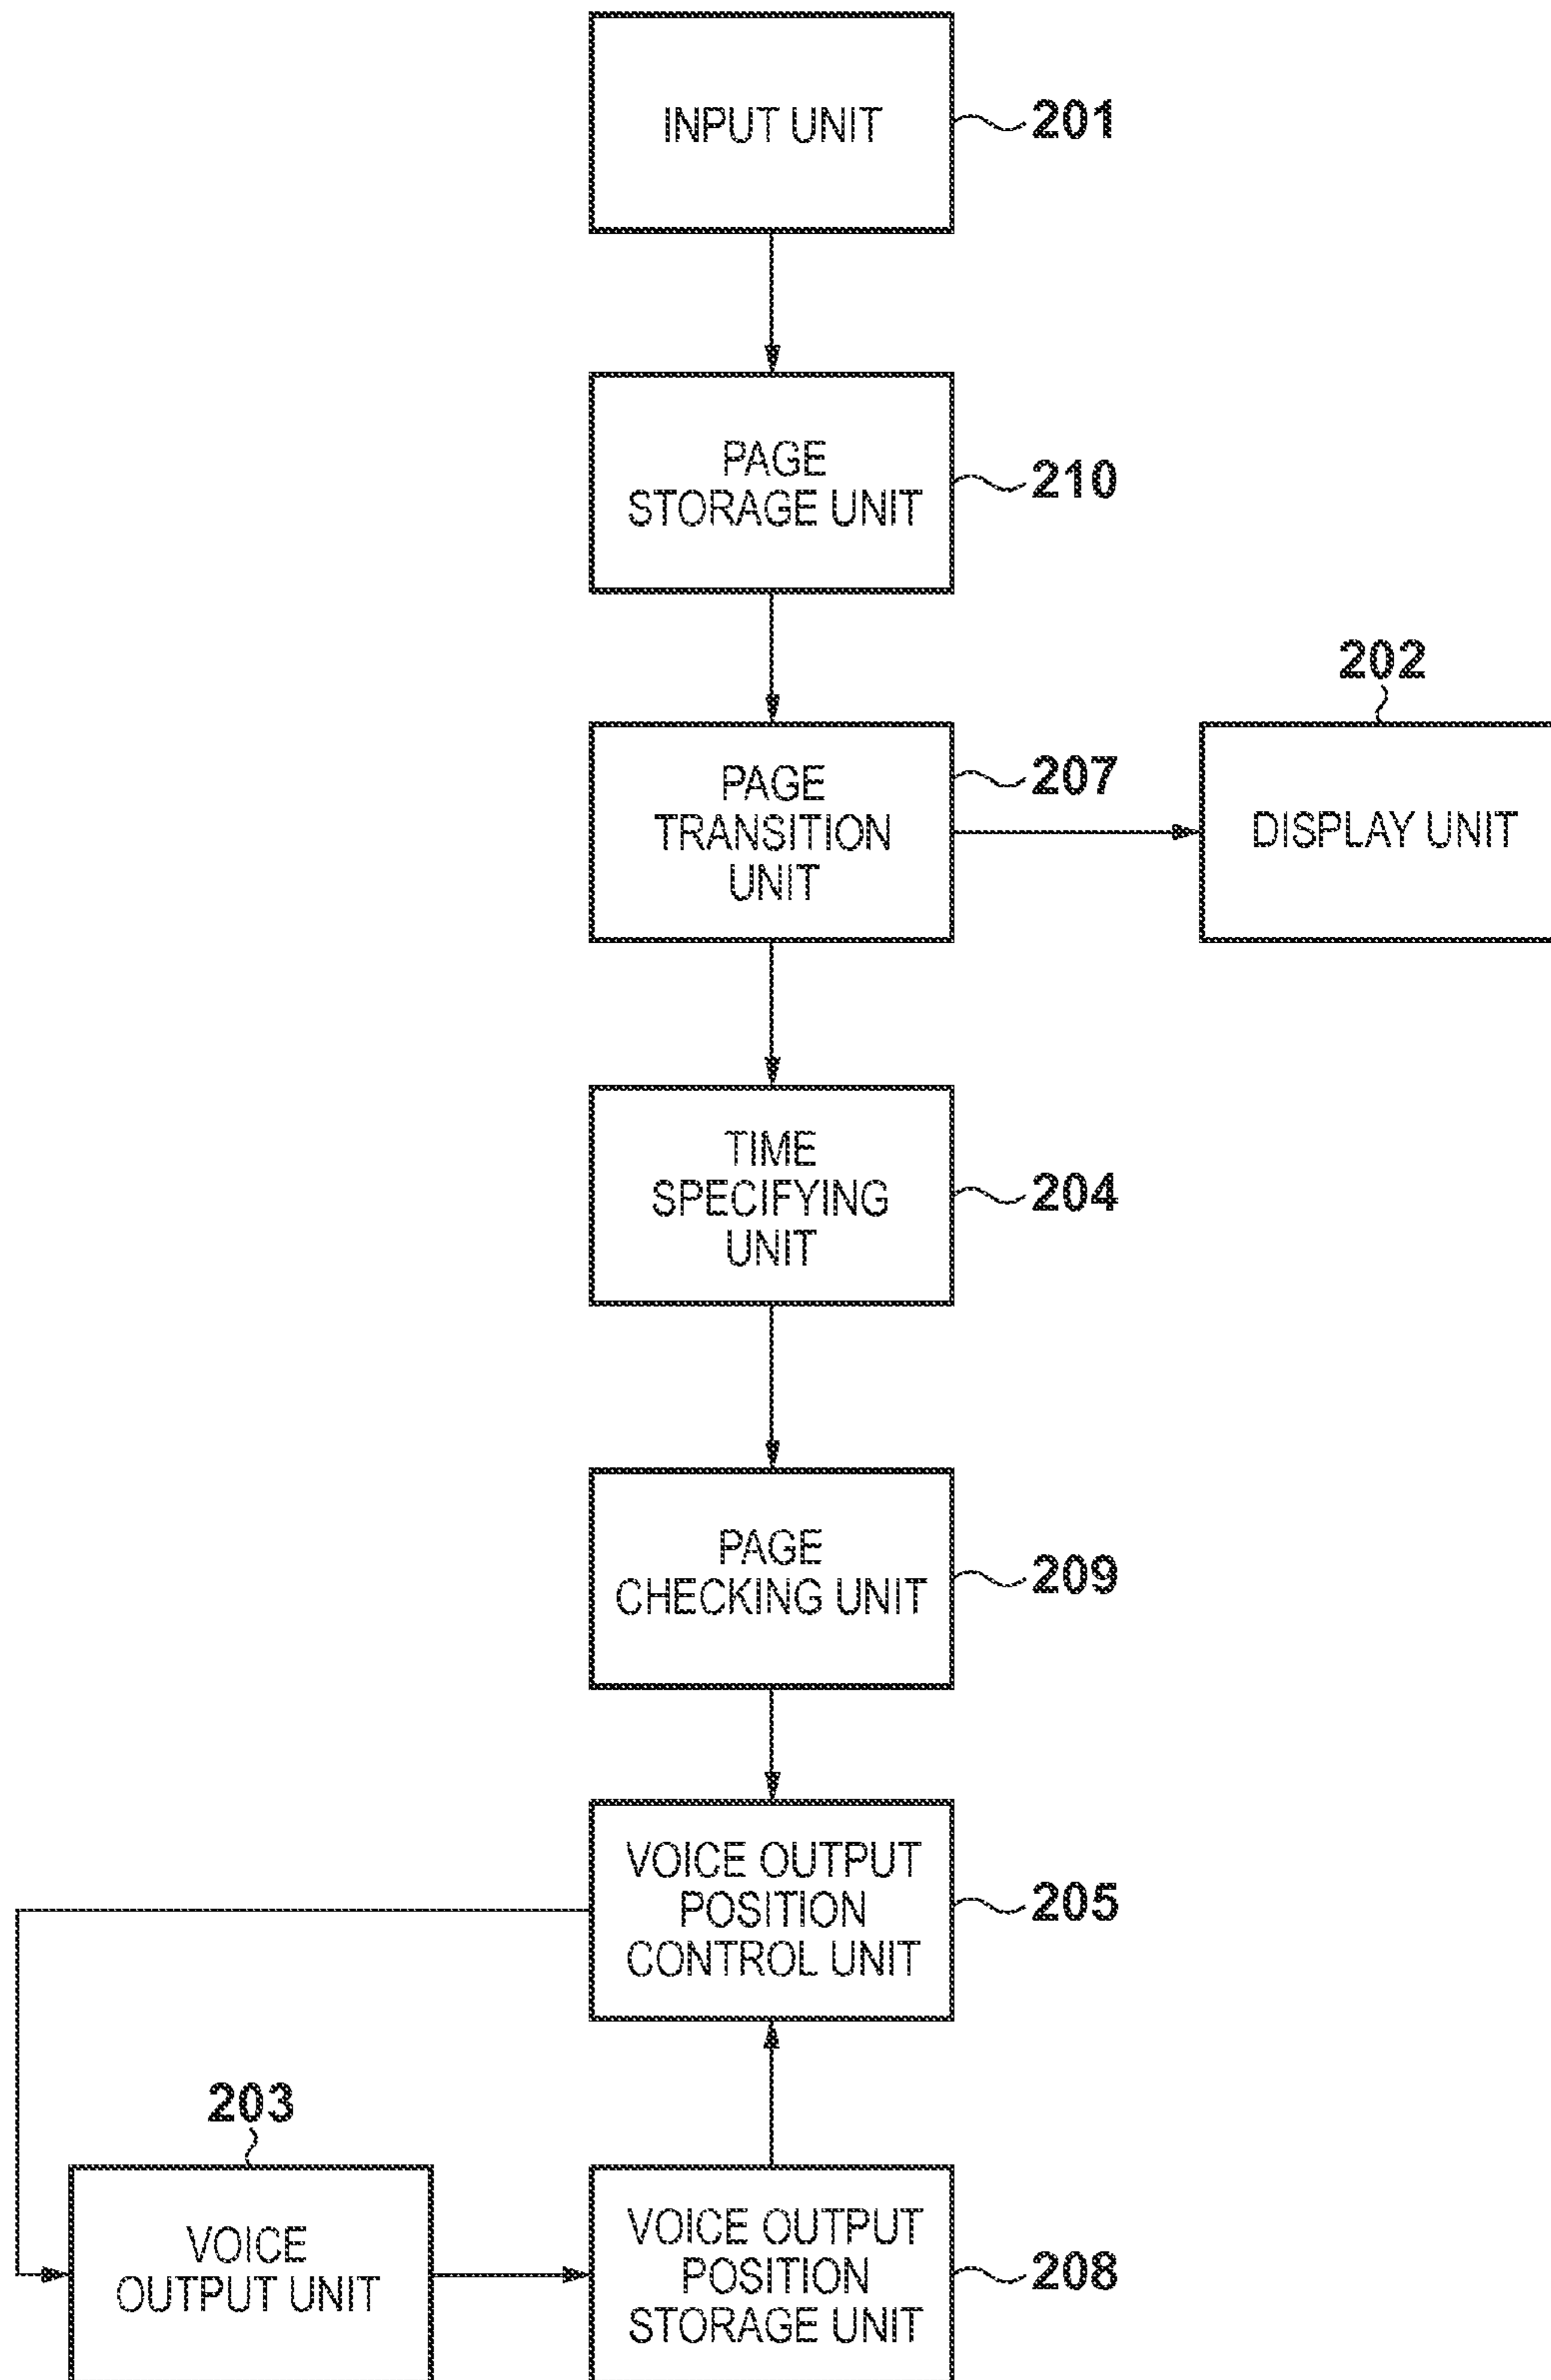 INPUT UNIT
201
PAGE
STORAGE UNIT
210
202
PAGE
TRANSITION
UNIT
207
DISPLAY UNIT
TIME
SPECIFYING
UNIT
204
PAGE
CHECKING UNIT
209
VOICE OUTPUT
POSITION
CONTROL UNIT
205
203
VOICE
OUTPUT UNIT
VOICE OUTPUT
POSITION
STORAGE UNIT
208